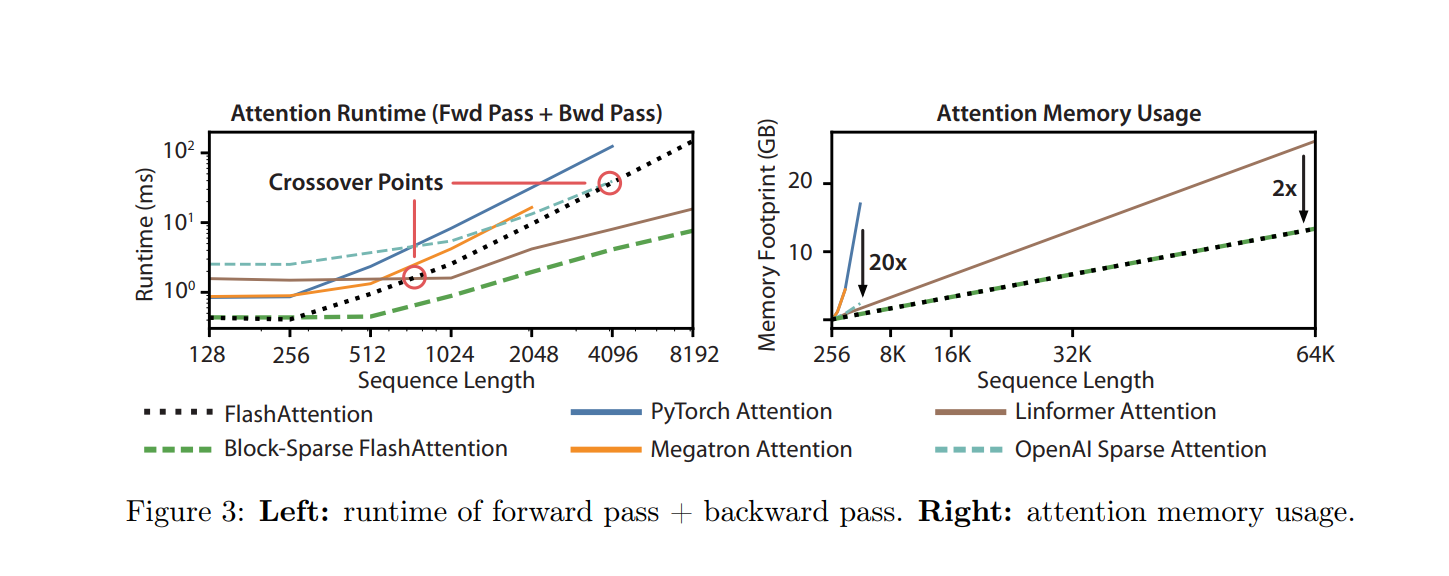 Attention Runtime (Fwd Pass + Bwd Pass)
Runtime (ms)
10²
10¹
10⁰
Crossover Points
128 256 512 1024 2048 4096 8192
Sequence Length
Attention Memory Usage
Memory Footprint (GB)
20
10
20x
2x
256 8K 16K 32K 64K
Sequence Length
FlashAttention
PyTorch Attention
Linformer Attention
Block-Sparse FlashAttention
Megatron Attention
OpenAI Sparse Attention
Figure 3: Left: runtime of forward pass + backward pass. Right: attention memory usage.